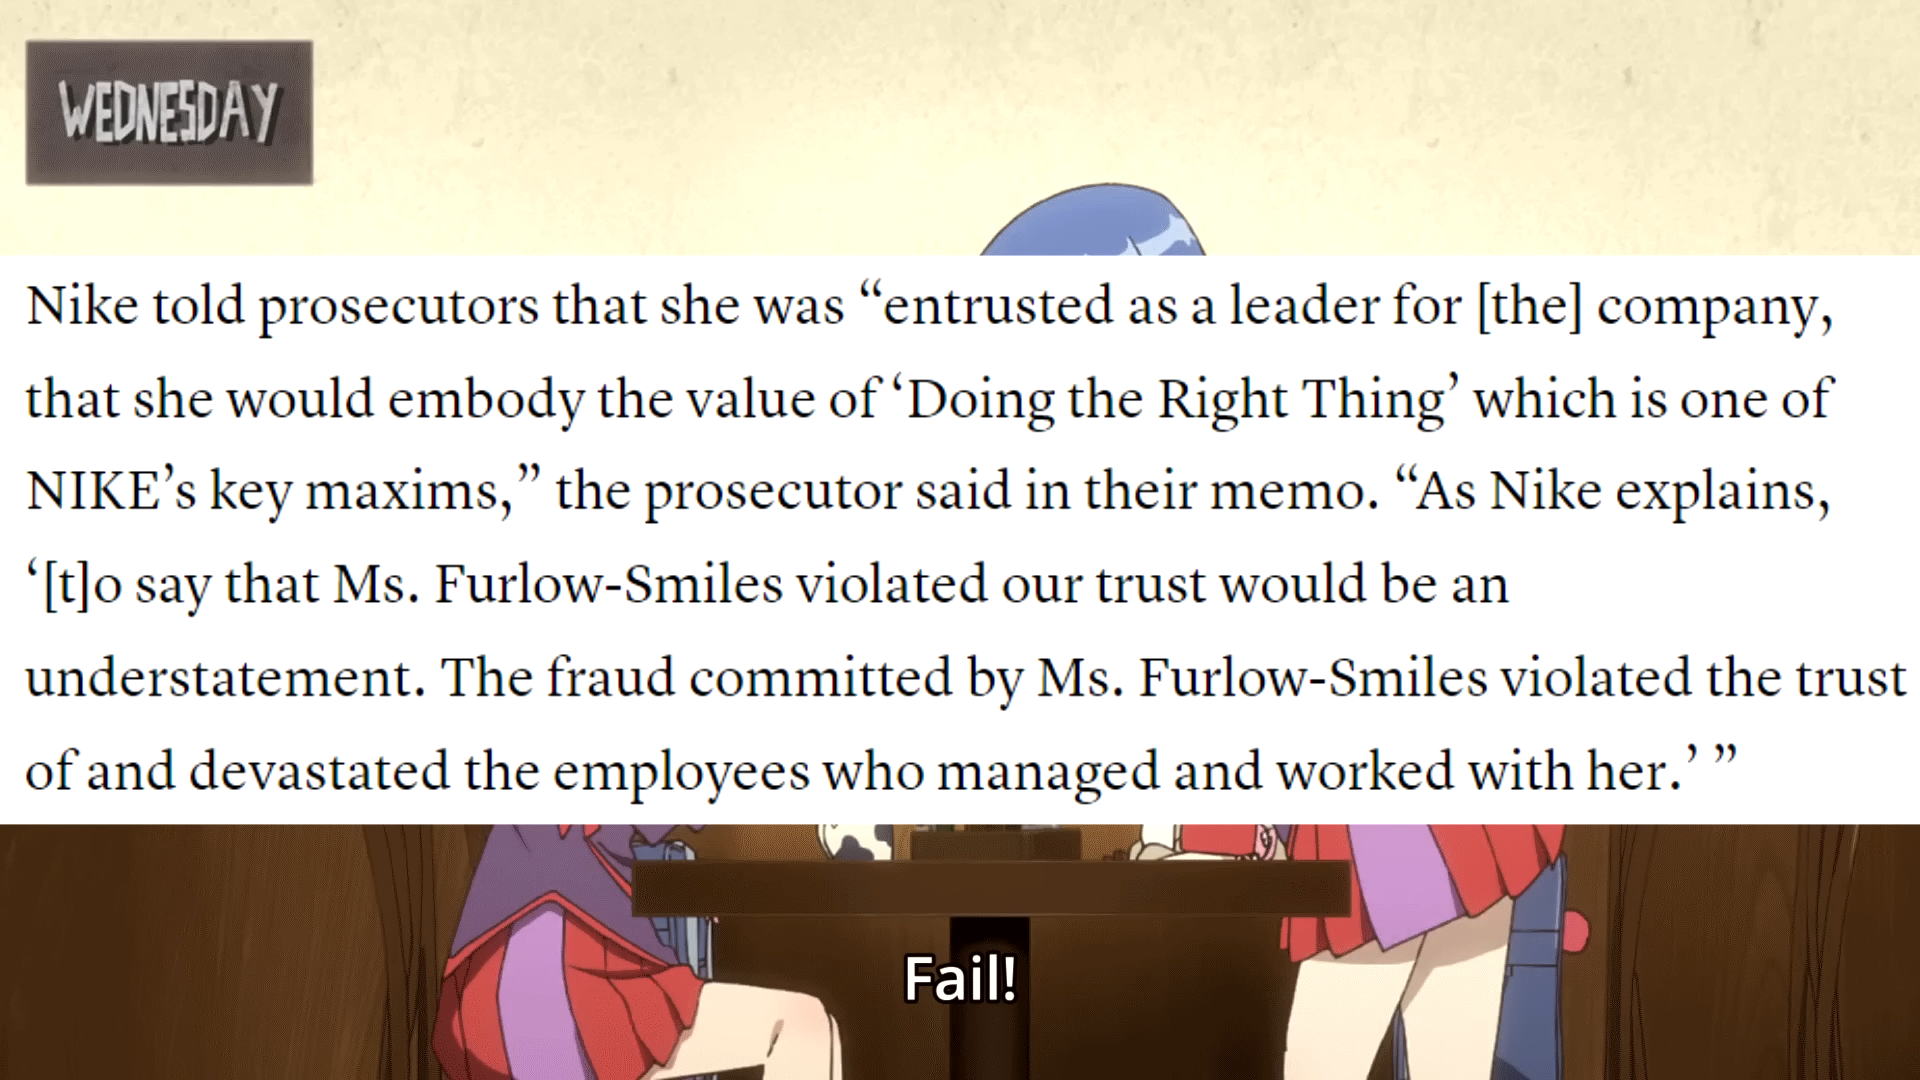 WEDNESDAY
Nike told prosecutors that she was “entrusted as a leader for [the] company,
that she would embody the value of ‘Doing the Right Thing’ which is one of
NIKE’s key maxims,” the prosecutor said in their memo. “As Nike explains,
‘[t]o say that Ms. Furlow-Smiles violated our trust would be an
understatement. The fraud committed by Ms. Furlow-Smiles violated the trust
of and devastated the employees who managed and worked with her.’ ”
Fail!